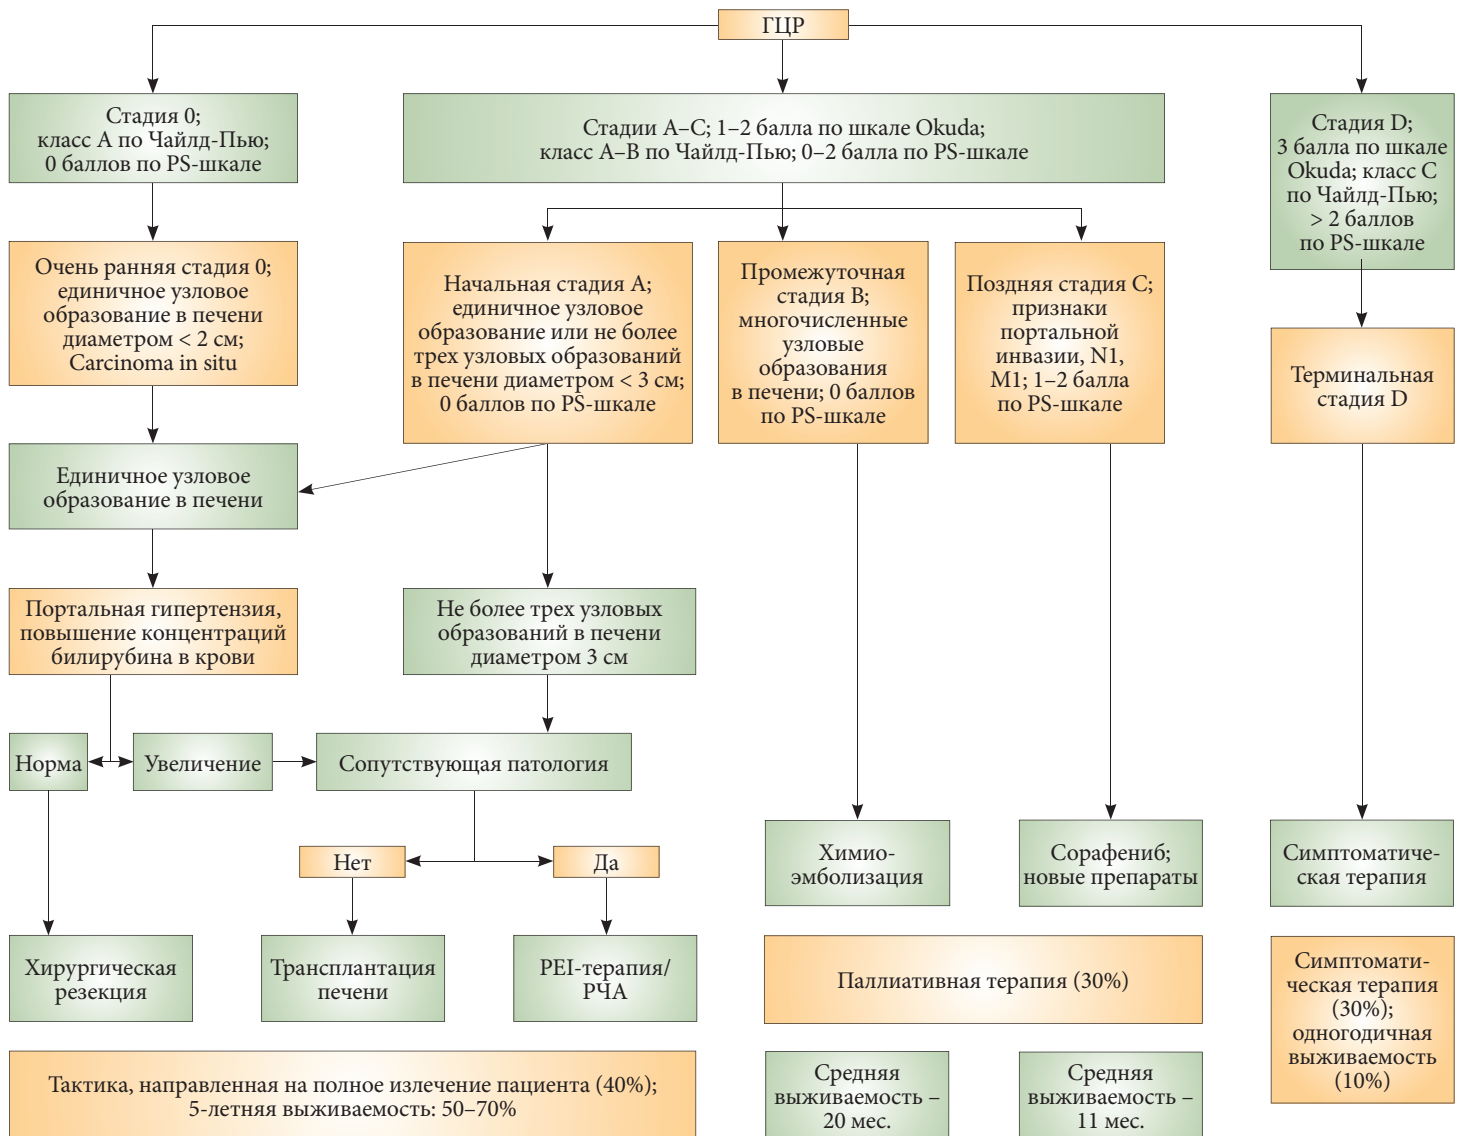 ГЦР
Стадия 0;
класс А по Чайлд-Пью;
0 баллов по PS-шкале
Стадии А–С; 1–2 балла по шкале Okuda;
класс А–В по Чайлд-Пью; 0–2 балла по PS-шкале
Стадия D;
3 балла по шкале
Okuda; класс С
по Чайлд-Пью;
> 2 баллов
по PS-шкале
Очень ранняя стадия 0;
единичное узловое
образование в печени
диаметром < 2 см;
Carcinoma in situ
Начальная стадия А;
единичное узловое
образование или не более
трех узловых образований
в печени диаметром < 3 см;
0 баллов по PS-шкале
Промежуточная
стадия В;
многочисленные
узловые
образования
в печени; 0 баллов
по PS-шкале
Поздняя стадия С;
признаки
портальной
инвазии, N1,
M1; 1–2 балла
по PS-шкале
Терминальная
стадия D
Единичное узловое
образование в печени
Портальная гипертензия,
повышение концентраций
билирубина в крови
Не более трех узловых
образований в печени
диаметром 3 см
Норма
Увеличение
Сопутствующая патология
Нет
Да
Химио-
эмболизация
Сорафениб;
новые препараты
Симптоматиче-
ская терапия
Хирургическая
резекция
Трансплантация
печени
PEI-терапия/
РЧА
Паллиативная терапия (30%)
Симптомати-
ческая терапия
(30%);
одногодичная
выживаемость
(10%)
Тактика, направленная на полное излечение пациента (40%);
5-летняя выживаемость: 50–70%
Средняя
выживаемость –
20 мес.
Средняя
выживаемость –
11 мес.